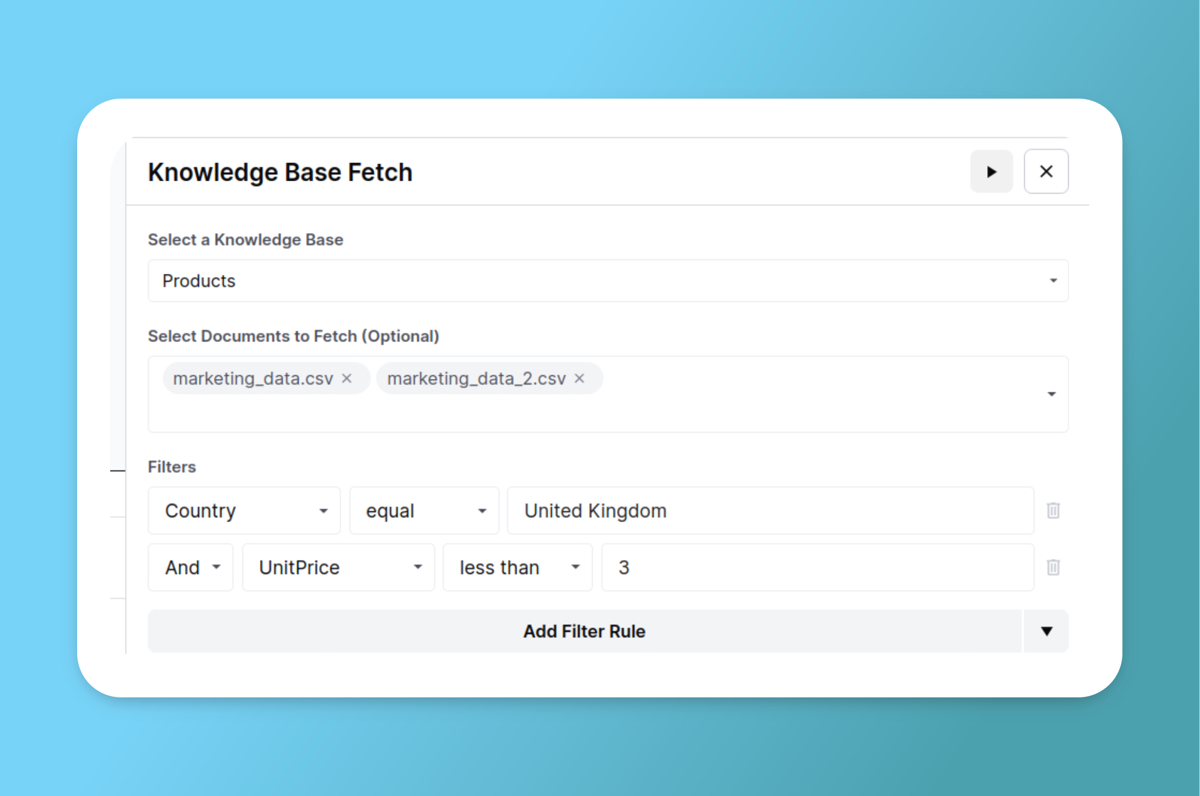 Knowledge Base Fetch
Select a Knowledge Base
Products
Select Documents to Fetch (Optional)
marketing_data.csv × marketing_data_2.csv ×
Filters
Country equal United Kingdom
And UnitPrice less than 3
Add Filter Rule